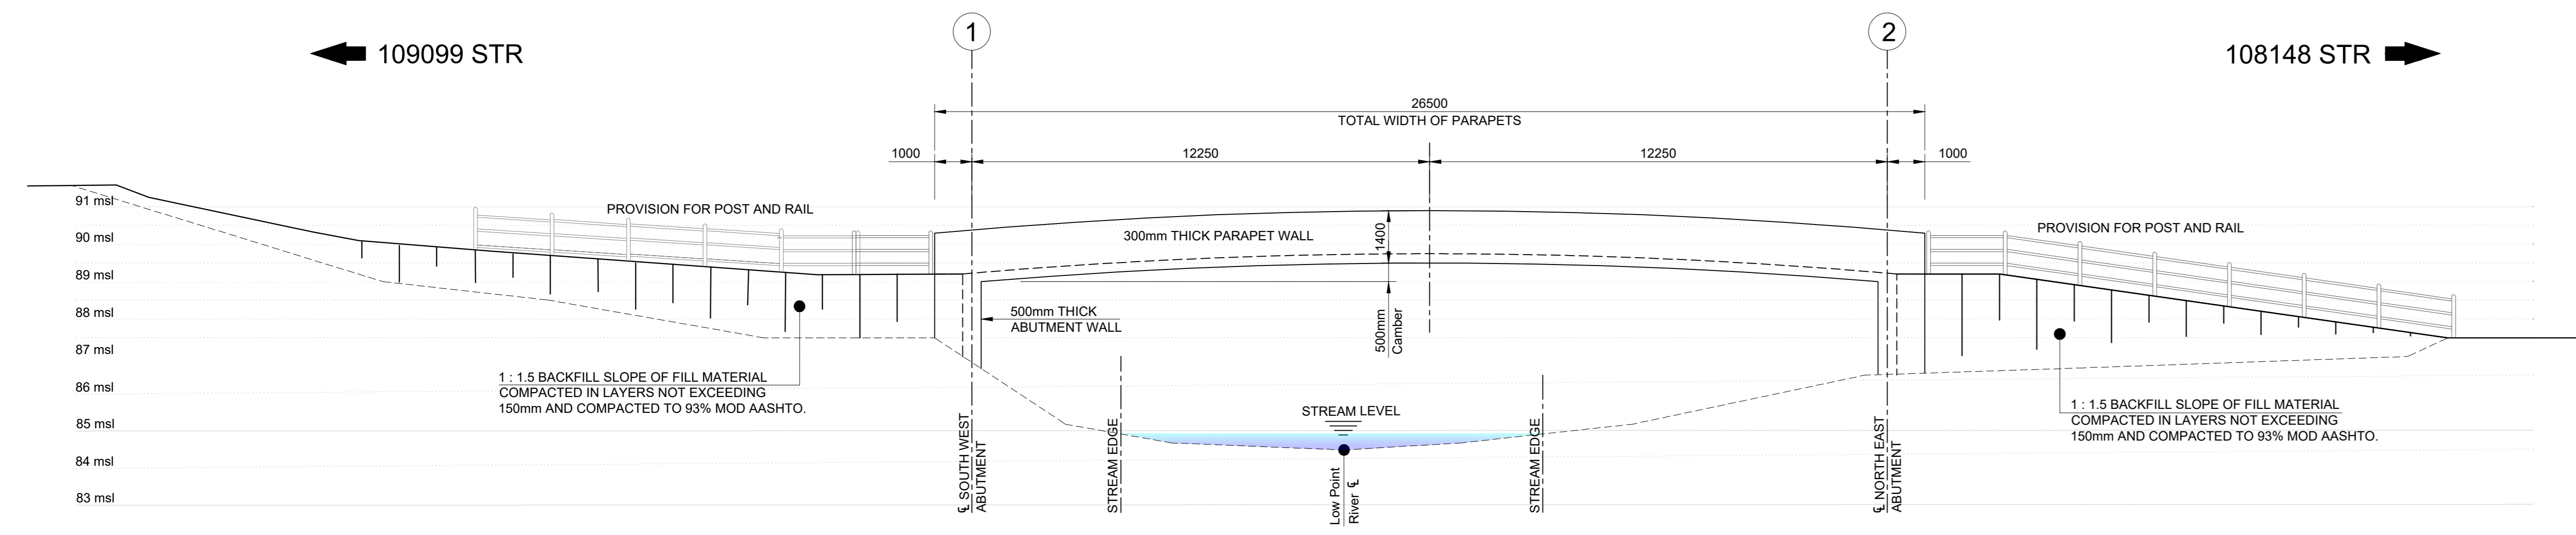 1
2
109099 STR
108148 STR
26500
TOTAL WIDTH OF PARAPETS
1000
12250
12250
1000
91 msl
PROVISION FOR POST AND RAIL
PROVISION FOR POST AND RAIL
90 msl
300mm THICK PARAPET WALL
1400
89 msl
88 msl
500mm THICK
ABUTMENT WALL
500mm
Camber
87 msl
1 : 1.5 BACKFILL SLOPE OF FILL MATERIAL
COMPACTED IN LAYERS NOT EXCEEDING
150mm AND COMPACTED TO 93% MOD AASHTO.
86 msl
1 : 1.5 BACKFILL SLOPE OF FILL MATERIAL
COMPACTED IN LAYERS NOT EXCEEDING
150mm AND COMPACTED TO 93% MOD AASHTO.
85 msl
STREAM LEVEL
84 msl
83 msl
℄ SOUTH WEST
ABUTMENT
STREAM EDGE
Low Point
River ℄
STREAM EDGE
℄ NORTH EAST
ABUTMENT